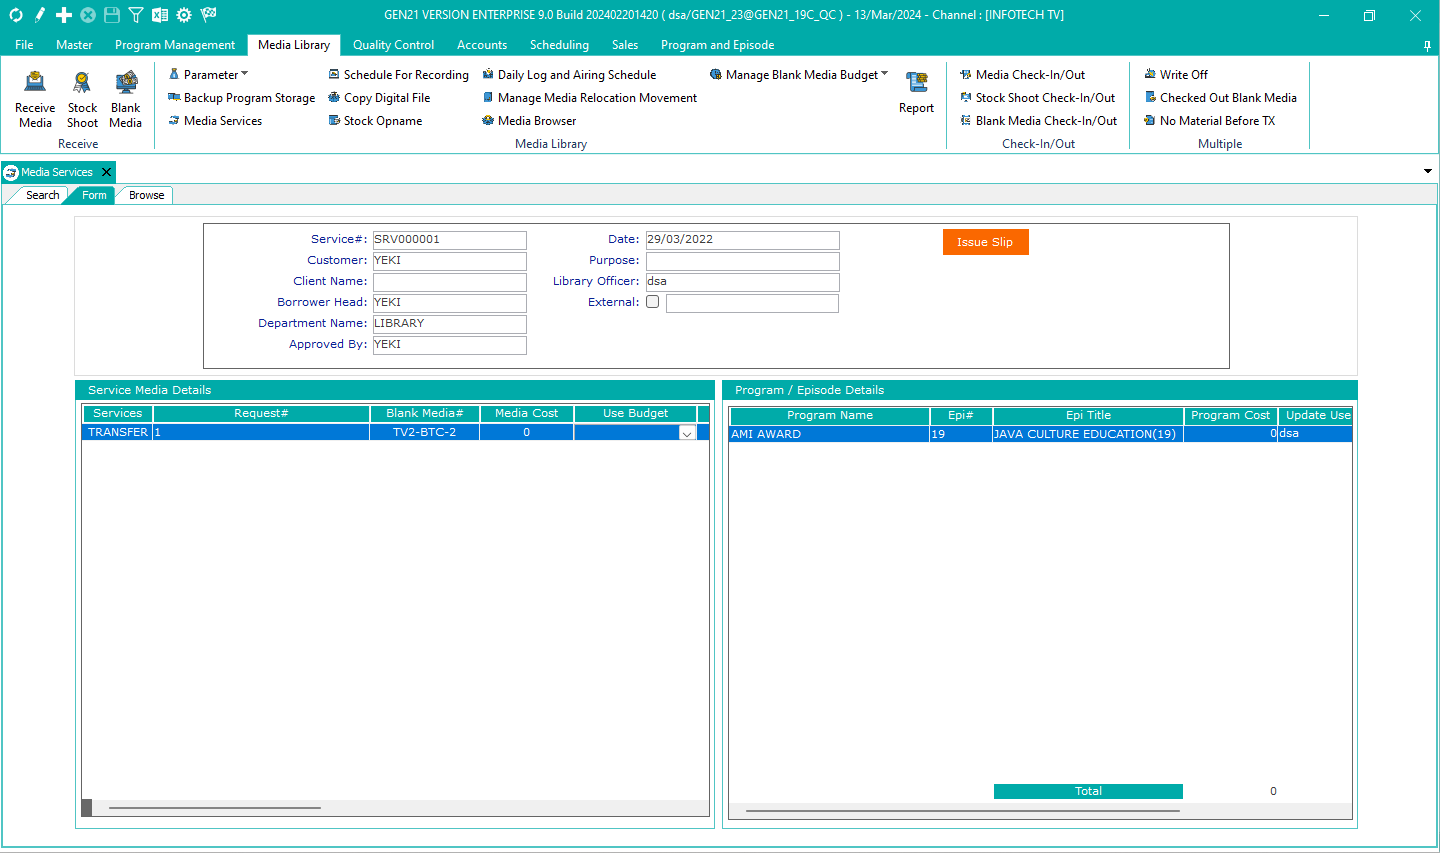 GEN21 VERSION ENTERPRISE 9.0 Build 202402201420 ( dsa/GEN21_23@GEN21_19C_QC ) - 13/Mar/2024 - Channel : [INFOTECH TV]
File Master Program Management Media Library Quality Control Accounts Scheduling Sales Program and Episode
Receive Media
Stock Shoot
Blank Media
Receive
Parameter
Backup Program Storage
Media Services
Schedule For Recording
Copy Digital File
Stock Opname
Daily Log and Airing Schedule
Manage Media Relocation Movement
Media Browser
Manage Blank Media Budget
Report
Media Library
Media Check-In/Out
Stock Shoot Check-In/Out
Blank Media Check-In/Out
Check-In/Out
Write Off
Checked Out Blank Media
No Material Before TX
Multiple
Media Services
Search Form Browse
Service#: SRV000001 Date: 29/03/2022 Issue Slip
Customer: YEKI Purpose:
Client Name: Library Officer: dsa
Borrower Head: YEKI External:
Department Name: LIBRARY
Approved By: YEKI
Service Media Details
Services Request# Blank Media# Media Cost Use Budget
TRANSFER 1 TV2-BTC-2 0
Program / Episode Details
Program Name Epi# Epi Title Program Cost Update Use
AMI AWARD 19 JAVA CULTURE EDUCATION(19) 0 dsa
Total 0